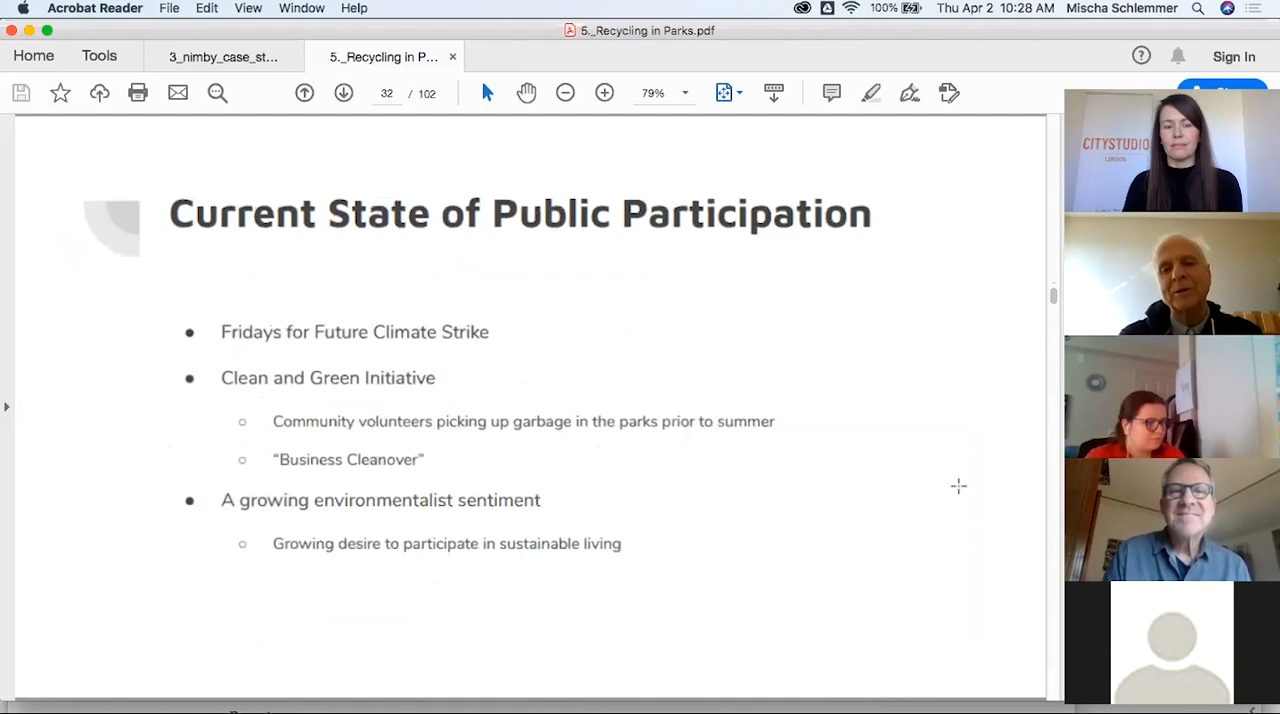 Acrobat Reader File Edit View Window Help 100% Thu Apr 2 10:28 AM Mischa Schlemmer
5._Recycling in Parks.pdf
Home Tools 3_nimby_case_st... 5._Recycling in P... × Sign In
32 / 102 79%
CITYSTUDIO
LONDON
Current State of Public Participation
● Fridays for Future Climate Strike
● Clean and Green Initiative
○ Community volunteers picking up garbage in the parks prior to summer
○ “Business Cleanover”
● A growing environmentalist sentiment
○ Growing desire to participate in sustainable living